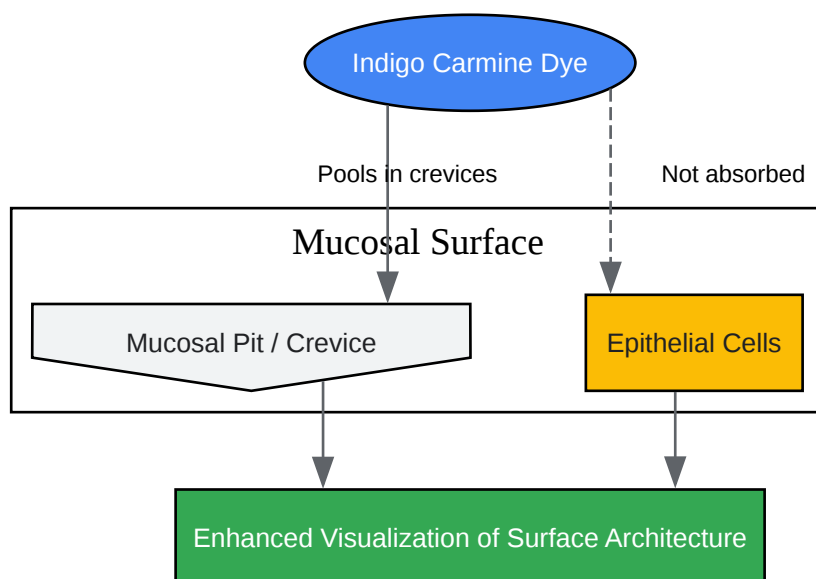 Indigo Carmine Dye
Pools in crevices
Not absorbed
Mucosal Surface
Mucosal Pit / Crevice
Epithelial Cells
Enhanced Visualization of Surface Architecture